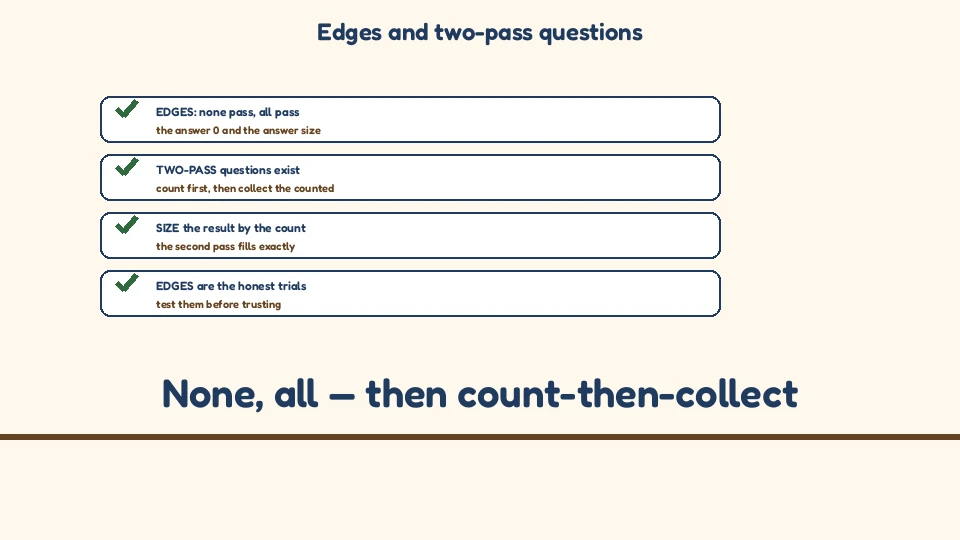 Edges and two-pass questions
EDGES: none pass, all pass
the answer 0 and the answer size
TWO-PASS questions exist
count first, then collect the counted
SIZE the result by the count
the second pass fills exactly
EDGES are the honest trials
test them before trusting
None, all — then count-then-collect